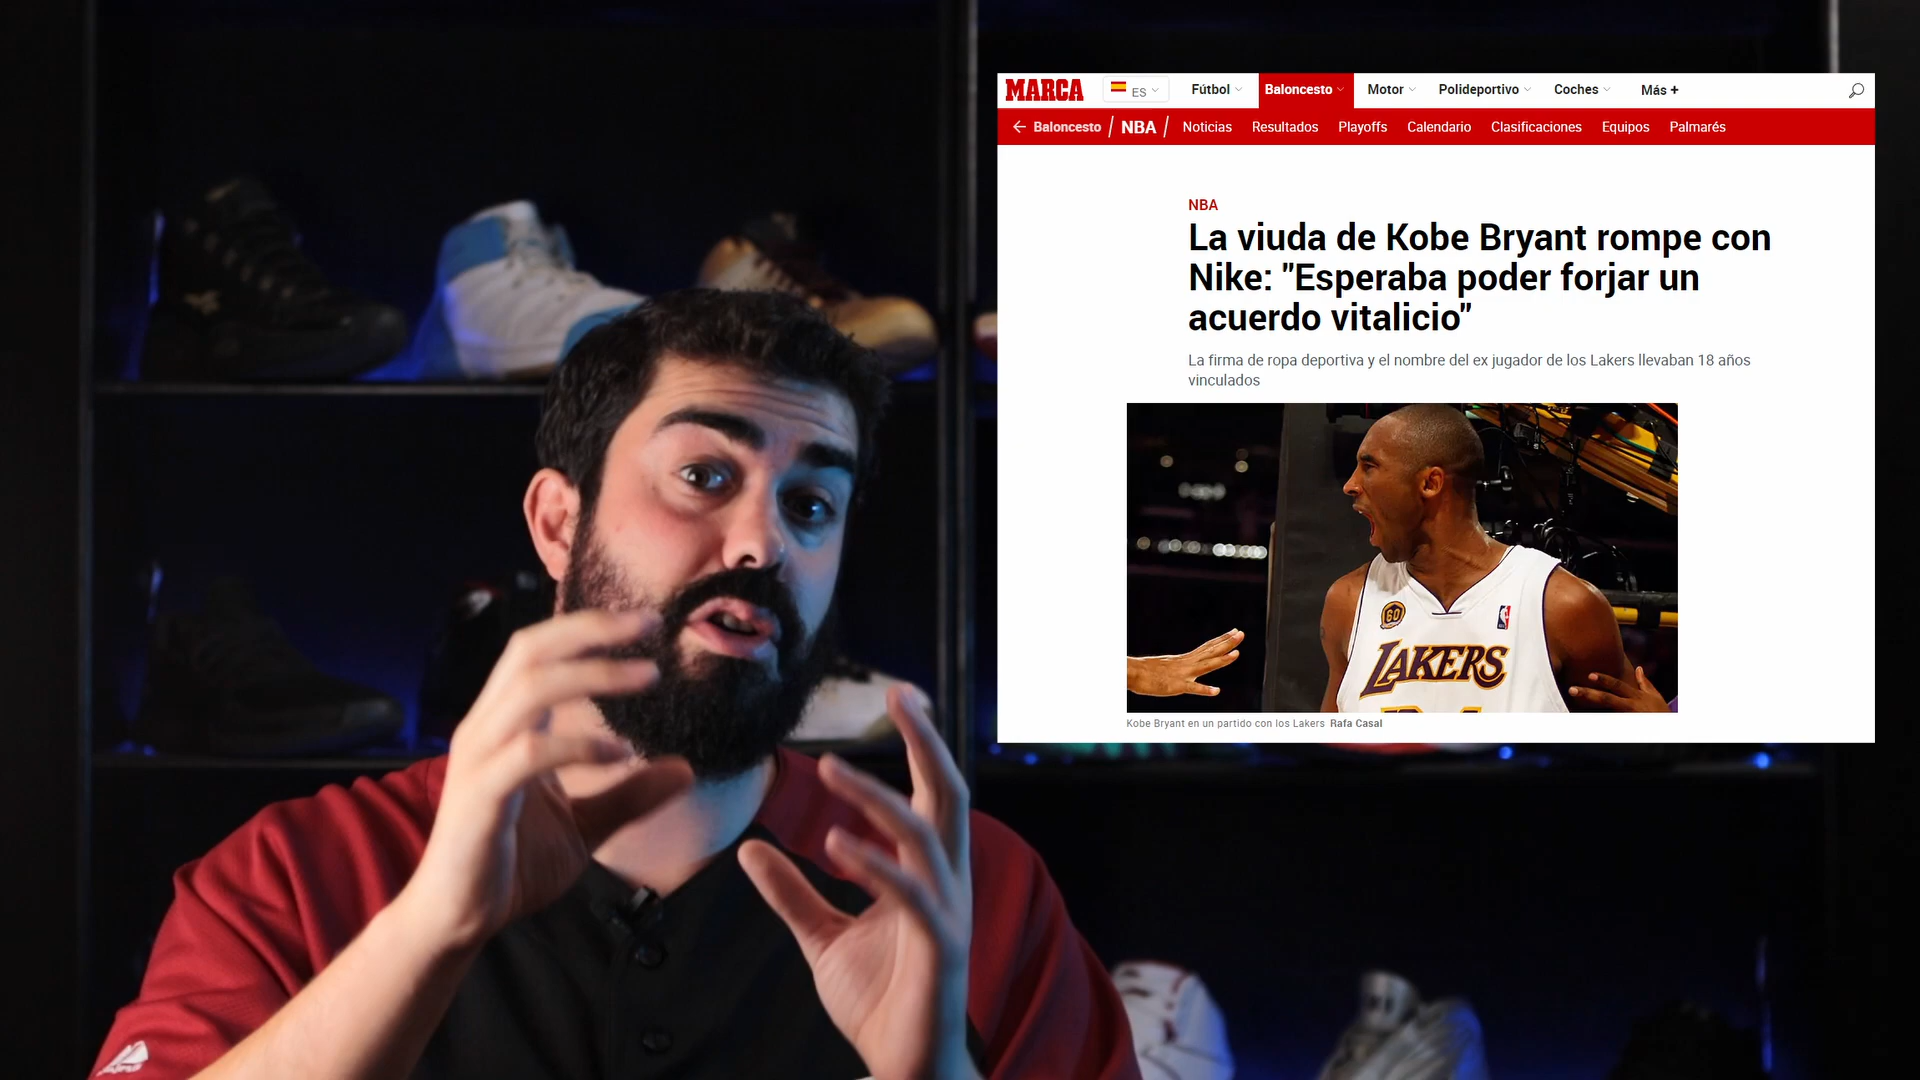 MARCA ES Fútbol Baloncesto Motor Polideportivo Coches Más +
Baloncesto / NBA / Noticias Resultados Playoffs Calendario Clasificaciones Equipos Palmarés
NBA
La viuda de Kobe Bryant rompe con
Nike: "Esperaba poder forjar un
acuerdo vitalicio"
La firma de ropa deportiva y el nombre del ex jugador de los Lakers llevaban 18 años
vinculados
60
LAKERS
Kobe Bryant en un partido con los Lakers Rafa Casal